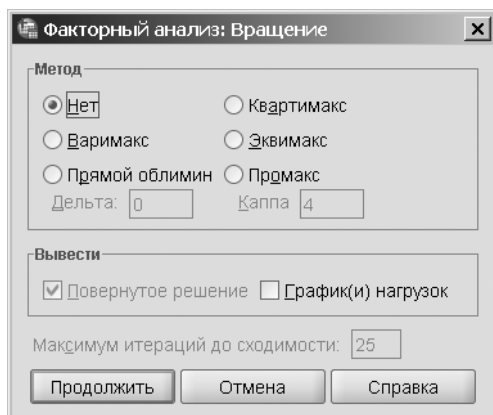 Факторный анализ: Вращение
Метод
Нет
Квартимакс
Варимакс
Эквимакс
Прямой облимин
Промакс
Дельта: 0
Каппа 4
Вывести
Повернутое решение
График(и) нагрузок
Максимум итераций до сходимости: 25
Продолжить
Отмена
Справка